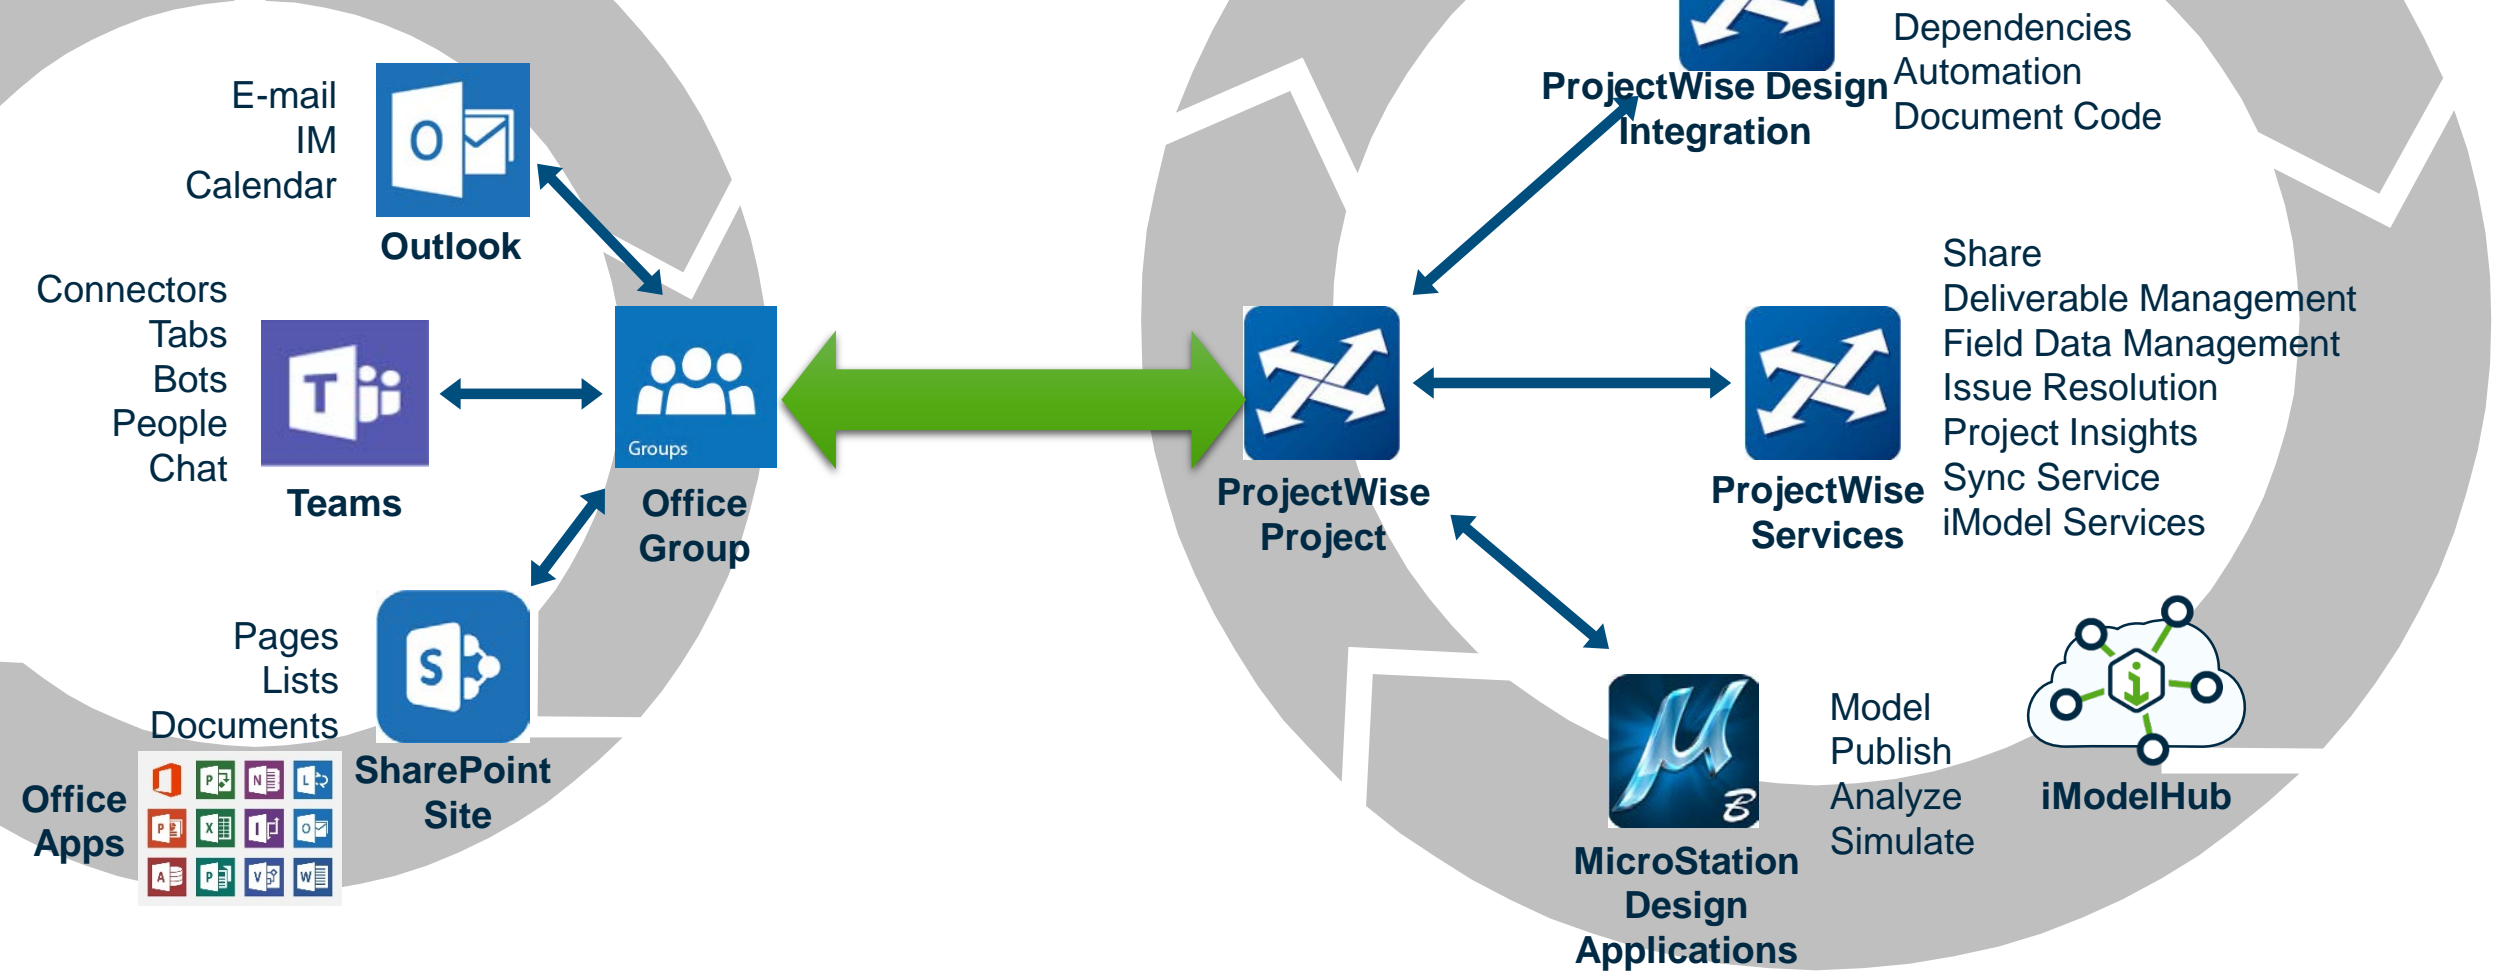 E-mail
IM
Calendar
Outlook
Connectors
Tabs
Bots
People
Chat
Teams
Groups
Office
Group
Pages
Lists
Documents
SharePoint
Site
Office
Apps
Dependencies
Automation
Document Code
ProjectWise Design
Integration
ProjectWise
Project
ProjectWise
Services
Share
Deliverable Management
Field Data Management
Issue Resolution
Project Insights
Sync Service
iModel Services
MicroStation
Design
Applications
Model
Publish
Analyze
Simulate
iModelHub